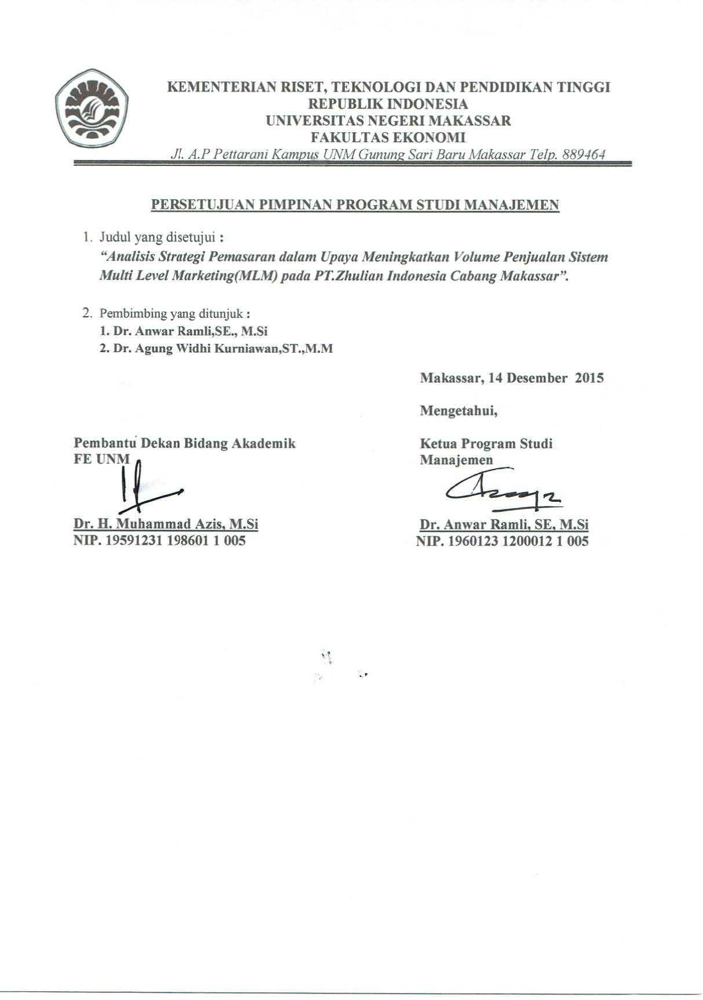 KEMENTERIAN RISET, TEKNOLOGI DAN PENDIDIKAN TINGGI
REPUBLIK INDONESIA
UNIVERSITAS NEGERI MAKASSAR
FAKULTAS EKONOMI
Jl. A.P Pettarani Kampus UNM Gunung Sari Baru Makassar Telp. 889464
PERSETUJUAN PIMPINAN PROGRAM STUDI MANAJEMEN
1. Judul yang disetujui :
“Analisis Strategi Pemasaran dalam Upaya Meningkatkan Volume Penjualan Sistem
Multi Level Marketing(MLM) pada PT.Zhulian Indonesia Cabang Makassar”.
2. Pembimbing yang ditunjuk :
1. Dr. Anwar Ramli,SE., M.Si
2. Dr. Agung Widhi Kurniawan,ST.,M.M
Makassar, 14 Desember 2015
Mengetahui,
Pembantu Dekan Bidang Akademik
FE UNM
Dr. H. Muhammad Azis, M.Si
NIP. 19591231 198601 1 005
Ketua Program Studi
Manajemen
Dr. Anwar Ramli, SE, M.Si
NIP. 1960123 1200012 1 005